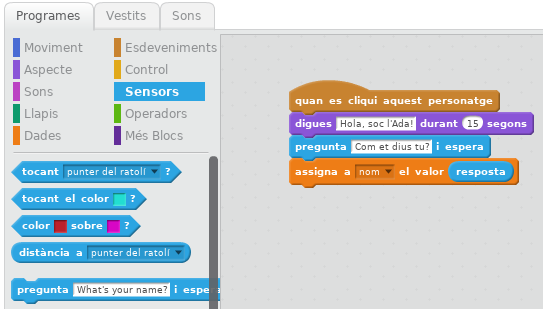 Programes Vestits Sons
Moviment Esdeveniments
Aspecte Control
Sons Sensors
Llapis Operadors
Dades Més Blocs
tocant punter del ratolí ?
tocant el color ?
color sobre ?
distància a punter del ratolí
pregunta What's your name? i espera
quan es cliqui aquest personatge
digues Hola, soc l'Ada! durant 15 segons
pregunta Com et dius tu? i espera
assigna a nom el valor resposta